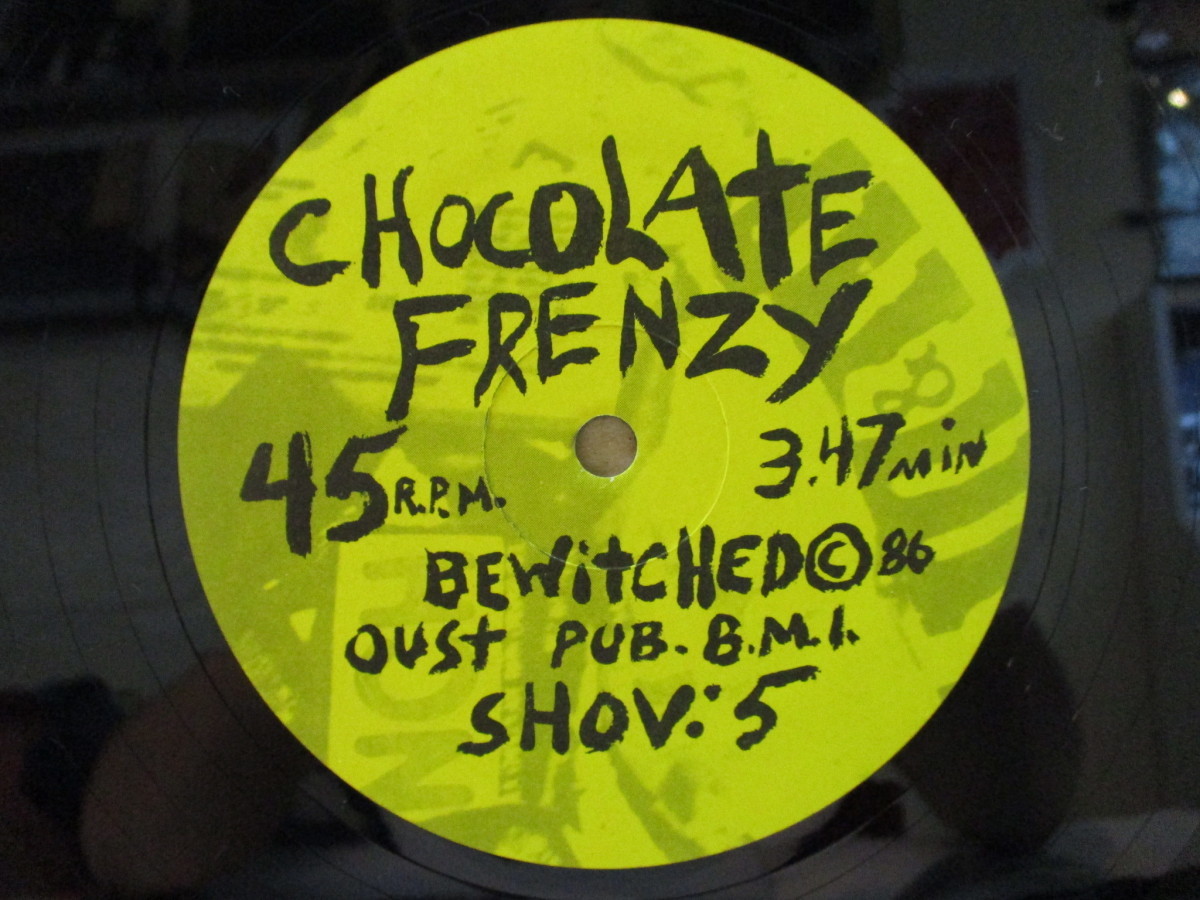 CHOCOLATE
FRENZY
45 R.P.M. 3.47 MiN
BEWitCHED © 86
OUSt PUB. B.M.I.
SHOV: 5